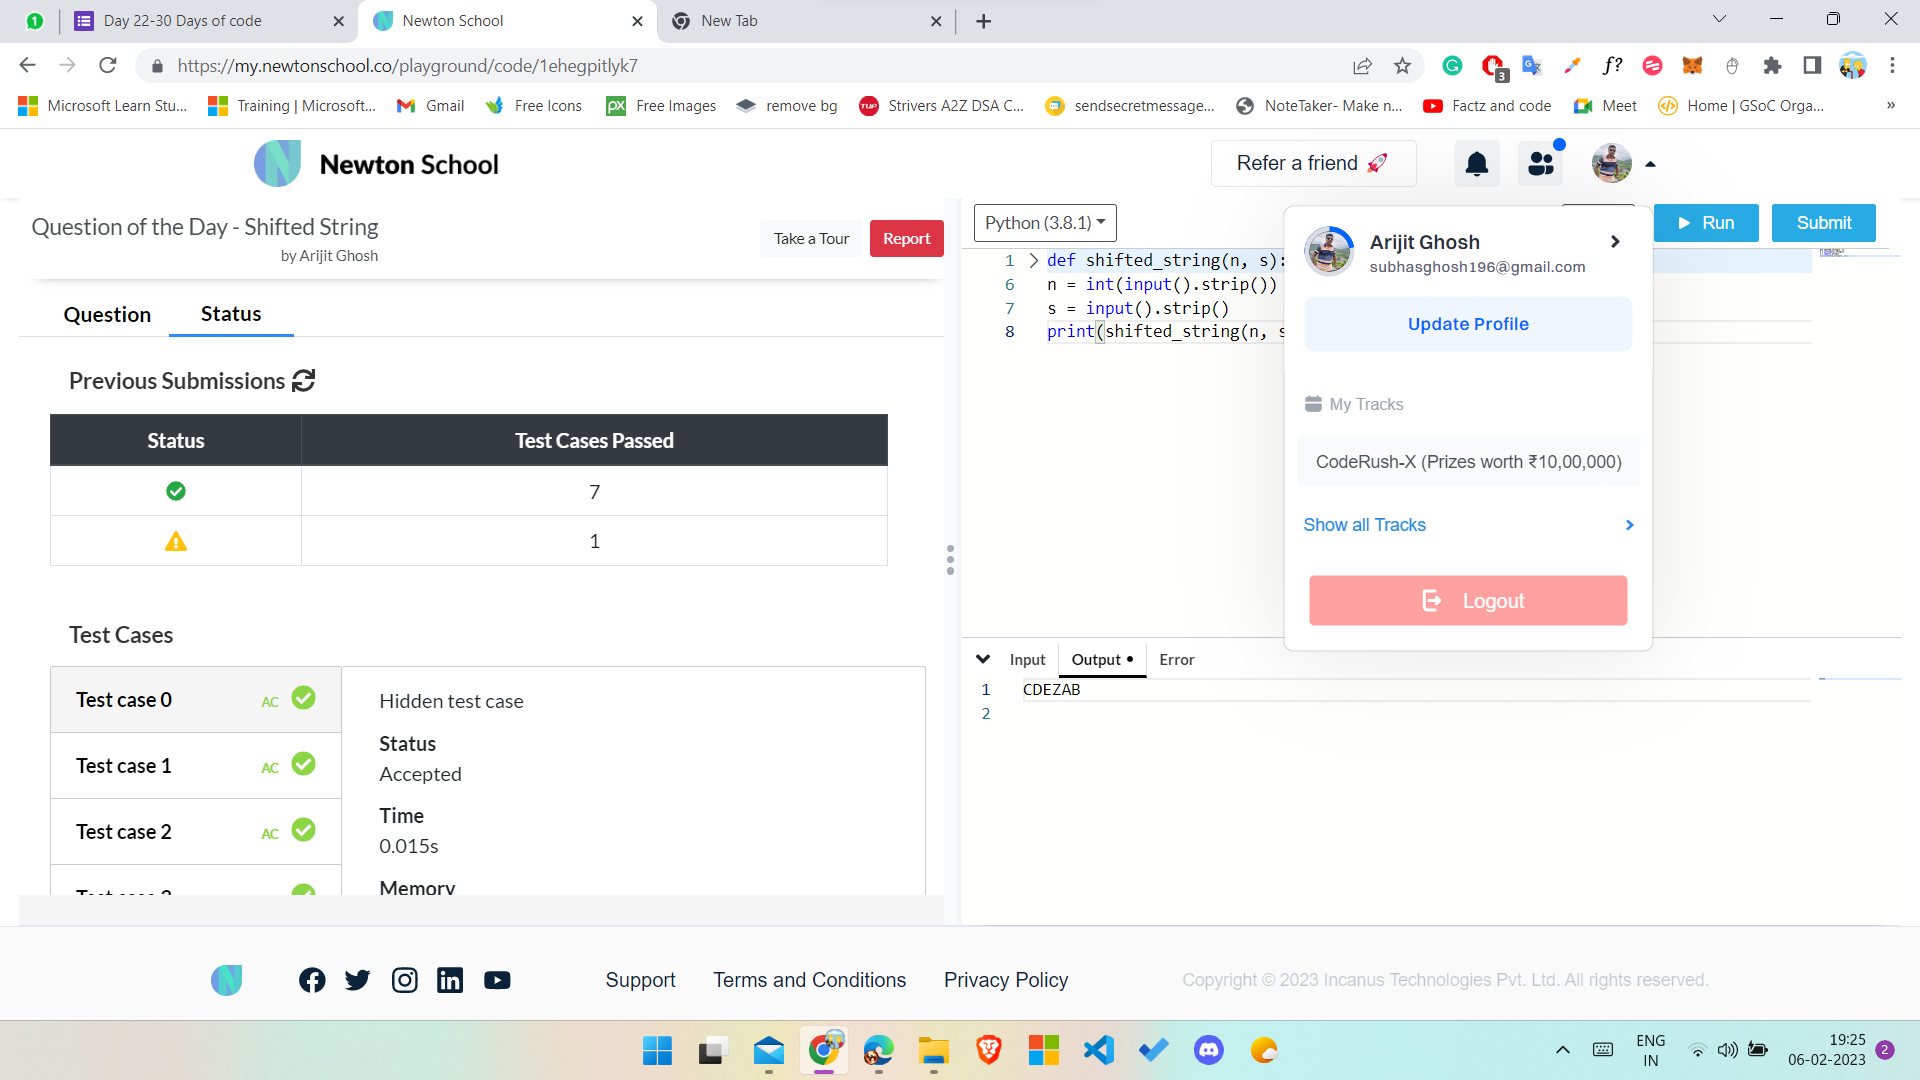 1
Day 22-30 Days of code
Newton School
New Tab
https://my.newtonschool.co/playground/code/1ehegpitlyk7
3
f?
Microsoft Learn Stu...
Training | Microsoft...
Gmail
Free Icons
Free Images
remove bg
Strivers A2Z DSA C...
sendsecretmessage...
NoteTaker- Make n...
Factz and code
Meet
Home | GSoC Orga...
»
Newton School
Refer a friend 🚀
Question of the Day - Shifted String
by Arijit Ghosh
Take a Tour
Report
Question
Status
Previous Submissions
Status
Test Cases Passed
7
1
Test Cases
Test case 0
AC
Test case 1
AC
Test case 2
AC
Hidden test case
Status
Accepted
Time
0.015s
Memory
Python (3.8.1)
Run
Submit
1 def shifted_string(n, s):
6 n = int(input().strip())
7 s = input().strip()
8 print(shifted_string(n, s
Arijit Ghosh
subhasghosh196@gmail.com
Update Profile
My Tracks
CodeRush-X (Prizes worth ₹10,00,000)
Show all Tracks
Logout
Input
Output •
Error
1 CDEZAB
2
Support
Terms and Conditions
Privacy Policy
Copyright © 2023 Incanus Technologies Pvt. Ltd. All rights reserved.
ENG
IN
19:25
06-02-2023
2